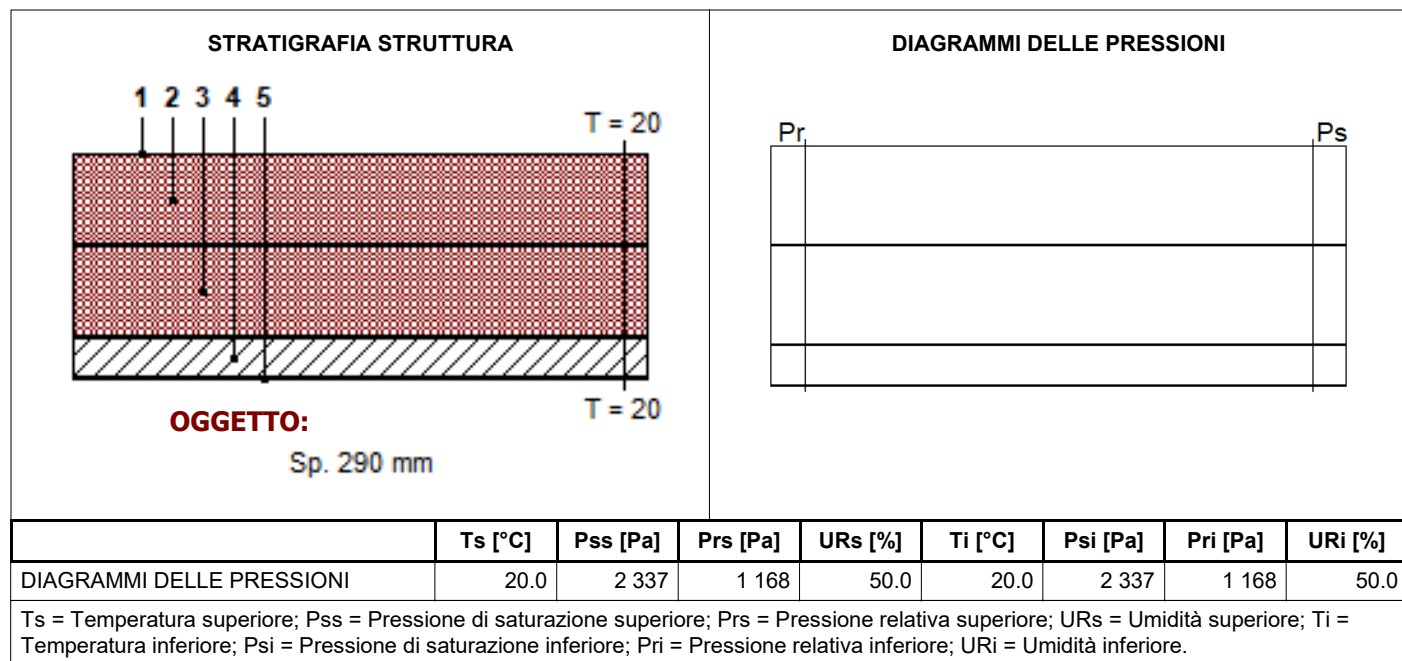 STRATIGRAFIA STRUTTURA
1 2 3 4 5
T = 20
T = 20
OGGETTO:
Sp. 290 mm
DIAGRAMMI DELLE PRESSIONI
Pr
Ps
Ts [°C] Pss [Pa] Prs [Pa] URs [%] Ti [°C] Psi [Pa] Pri [Pa] URi [%]
DIAGRAMMI DELLE PRESSIONI 20.0 2 337 1 168 50.0 20.0 2 337 1 168 50.0
Ts = Temperatura superiore; Pss = Pressione di saturazione superiore; Prs = Pressione relativa superiore; URs = Umidità superiore; Ti =
Temperatura inferiore; Psi = Pressione di saturazione inferiore; Pri = Pressione relativa inferiore; URi = Umidità inferiore.